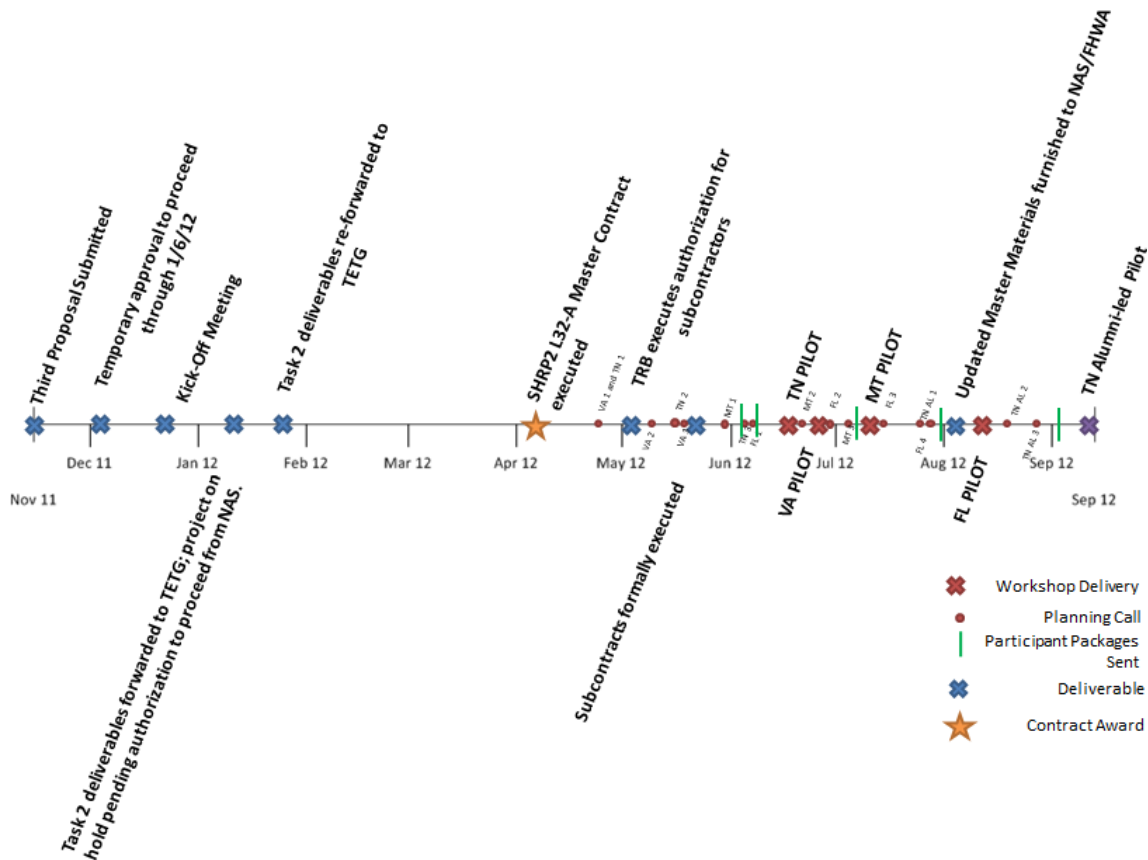 Third Proposal Submitted
Temporary approval to proceed
through 1/6/12
Kick-Off Meeting
Task 2 deliverables re-forwarded to
TETG
SHRP2 L32-A Master Contract
executed
VA 1 and TN 1
TRB executes authorization for
subcontractors
TN 2
MT 1
TN PILOT
MT 2
FL 2
MT PILOT
FL 3
TN AL 1
Updated Master Materials furnished to NAS/FHWA
TN AL 2
TN Alumni-led Pilot
VA 2
TN 3
FL 4
TN AL 3
Dec 11
Jan 12
Feb 12
Mar 12
Apr 12
May 12
Jun 12
Jul 12
Aug 12
Sep 12
Nov 11
Sep 12
Task 2 deliverables forwarded to TETG; project on
hold pending authorization to proceed from NAS.
Subcontracts formally executed
VA PILOT
FL PILOT
Workshop Delivery
Planning Call
Participant Packages
Sent
Deliverable
Contract Award